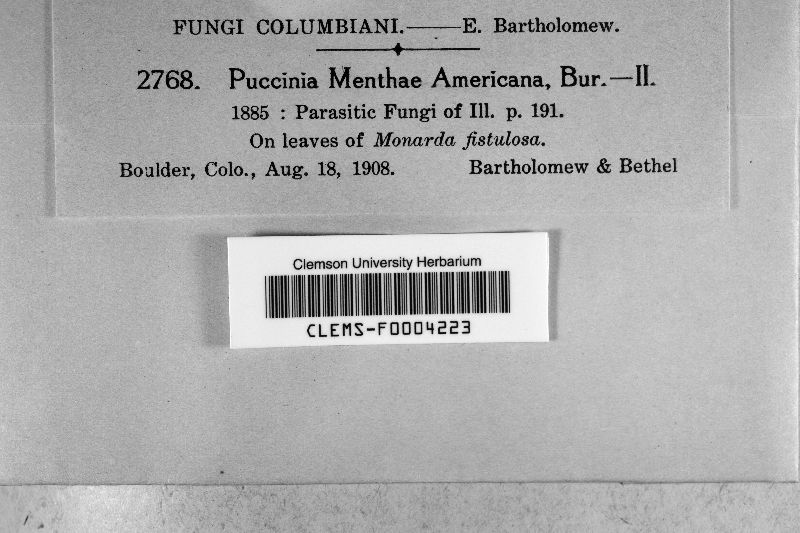 FUNGI COLUMBIANI.——E. Bartholomew.
2768. Puccinia Menthae Americana, Bur.—II.
1885 : Parasitic Fungi of Ill. p. 191.
On leaves of Monarda fistulosa.
Boulder, Colo., Aug. 18, 1908. Bartholomew & Bethel
Clemson University Herbarium
CLEMS-F0004223